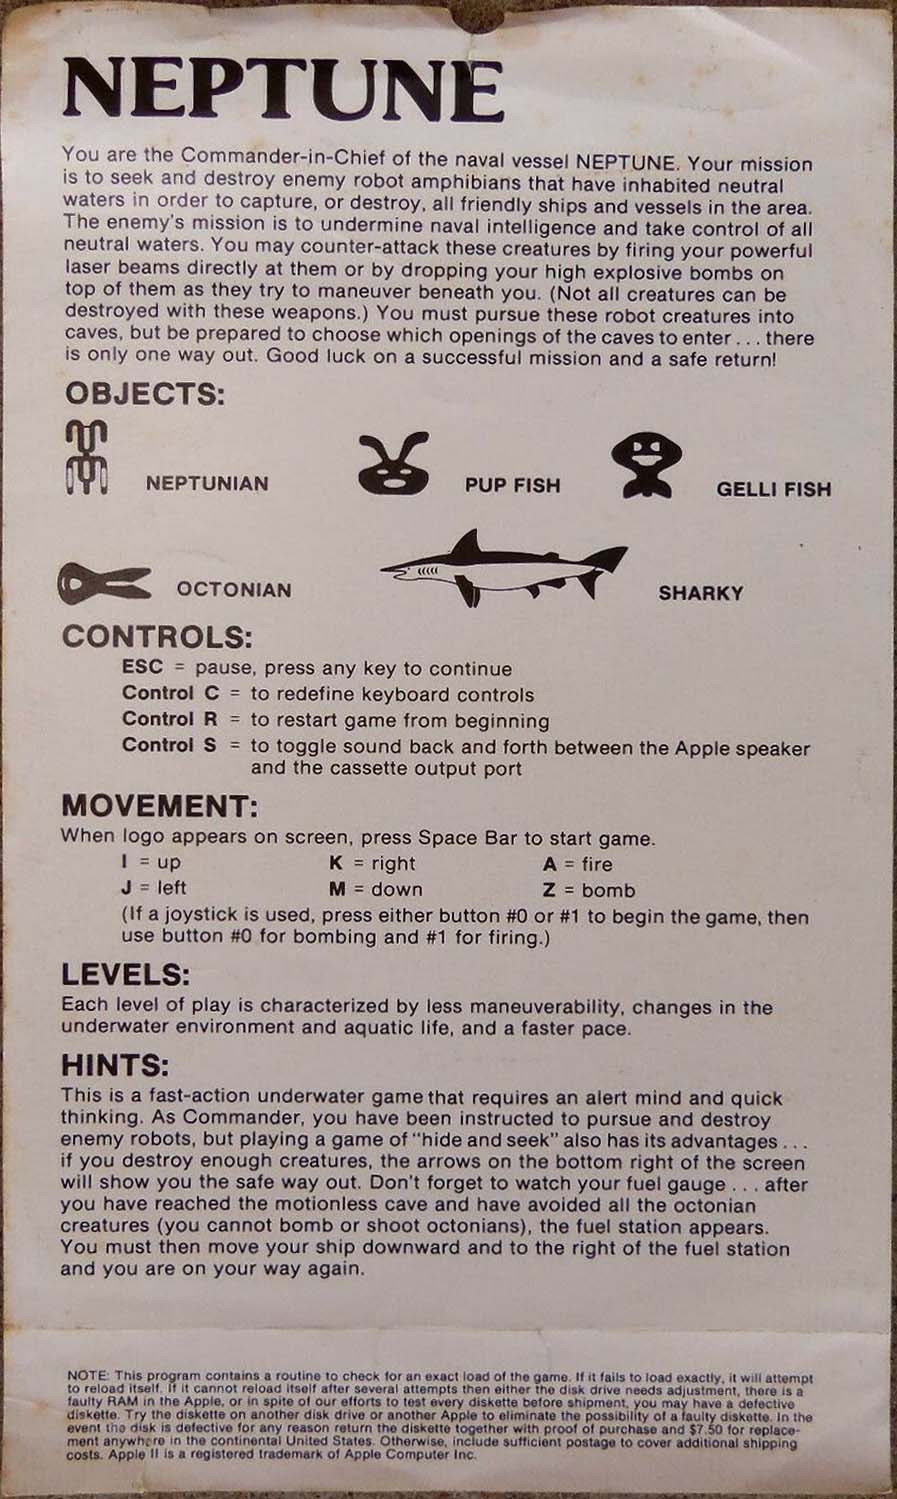 NEPTUNE
You are the Commander-in-Chief of the naval vessel NEPTUNE. Your mission
is to seek and destroy enemy robot amphibians that have inhabited neutral
waters in order to capture, or destroy, all friendly ships and vessels in the area.
The enemy's mission is to undermine naval intelligence and take control of all
neutral waters. You may counter-attack these creatures by firing your powerful
laser beams directly at them or by dropping your high explosive bombs on
top of them as they try to maneuver beneath you. (Not all creatures can be
destroyed with these weapons.) You must pursue these robot creatures into
caves, but be prepared to choose which openings of the caves to enter . . . there
is only one way out. Good luck on a successful mission and a safe return!
OBJECTS:
NEPTUNIAN PUP FISH GELLI FISH
OCTONIAN SHARKY
CONTROLS:
ESC = pause, press any key to continue
Control C = to redefine keyboard controls
Control R = to restart game from beginning
Control S = to toggle sound back and forth between the Apple speaker
and the cassette output port
MOVEMENT:
When logo appears on screen, press Space Bar to start game.
I = up K = right A = fire
J = left M = down Z = bomb
(If a joystick is used, press either button #0 or #1 to begin the game, then
use button #0 for bombing and #1 for firing.)
LEVELS:
Each level of play is characterized by less maneuverability, changes in the
underwater environment and aquatic life, and a faster pace.
HINTS:
This is a fast-action underwater game that requires an alert mind and quick
thinking. As Commander, you have been instructed to pursue and destroy
enemy robots, but playing a game of "hide and seek" also has its advantages . . .
if you destroy enough creatures, the arrows on the bottom right of the screen
will show you the safe way out. Don't forget to watch your fuel gauge . . . after
you have reached the motionless cave and have avoided all the octonian
creatures (you cannot bomb or shoot octonians), the fuel station appears.
You must then move your ship downward and to the right of the fuel station
and you are on your way again.
NOTE: This program contains a routine to check for an exact load of the game. If it fails to load exactly, it will attempt
to reload itself. If it cannot reload itself after several attempts then either the disk drive needs adjustment, there is a
faulty RAM in the Apple, or in spite of our efforts to test every diskette before shipment, you may have a defective
diskette. Try the diskette on another disk drive or another Apple to eliminate the possibility of a faulty diskette. In the
event the disk is defective for any reason return the diskette together with proof of purchase and $7.50 for replace-
ment anywhere in the continental United States. Otherwise, include sufficient postage to cover additional shipping
costs. Apple II is a registered trademark of Apple Computer Inc.